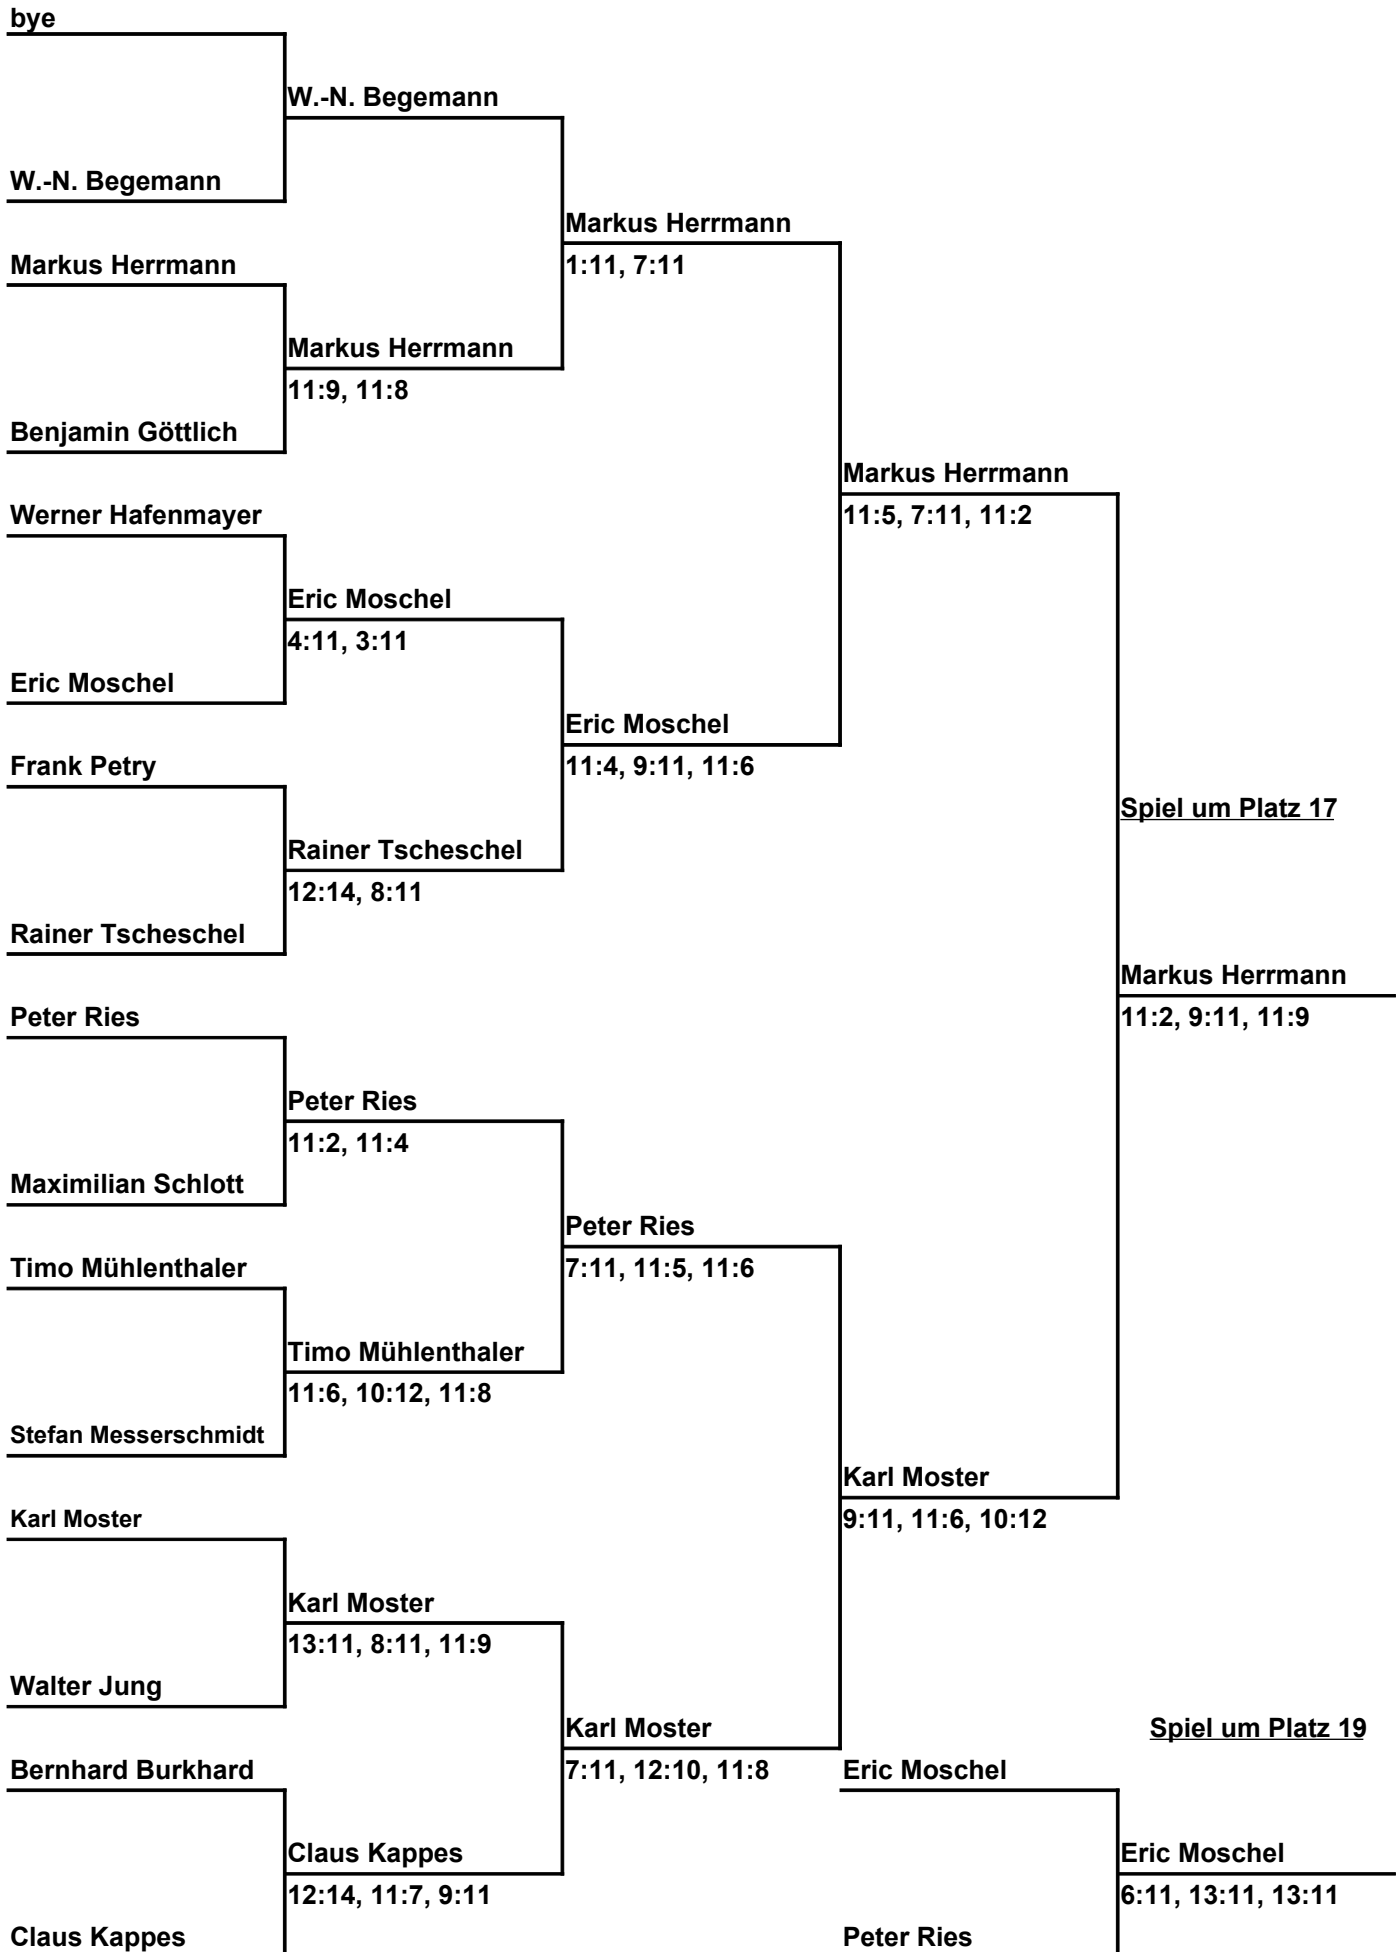 bye
W.-N. Begemann
W.-N. Begemann
Markus Herrmann
Markus Herrmann
1:11, 7:11
Markus Herrmann
11:9, 11:8
Benjamin Göttlich
Markus Herrmann
Werner Hafenmayer
11:5, 7:11, 11:2
Eric Moschel
4:11, 3:11
Eric Moschel
Eric Moschel
Frank Petry
11:4, 9:11, 11:6
Spiel um Platz 17
Rainer Tscheschel
12:14, 8:11
Rainer Tscheschel
Markus Herrmann
Peter Ries
11:2, 9:11, 11:9
Peter Ries
11:2, 11:4
Maximilian Schlott
Peter Ries
Timo Mühlenthaler
7:11, 11:5, 11:6
Timo Mühlenthaler
11:6, 10:12, 11:8
Stefan Messerschmidt
Karl Moster
Karl Moster
9:11, 11:6, 10:12
Karl Moster
13:11, 8:11, 11:9
Walter Jung
Karl Moster
Spiel um Platz 19
Bernhard Burkhard
7:11, 12:10, 11:8
Eric Moschel
Claus Kappes
Eric Moschel
12:14, 11:7, 9:11
6:11, 13:11, 13:11
Claus Kappes
Peter Ries